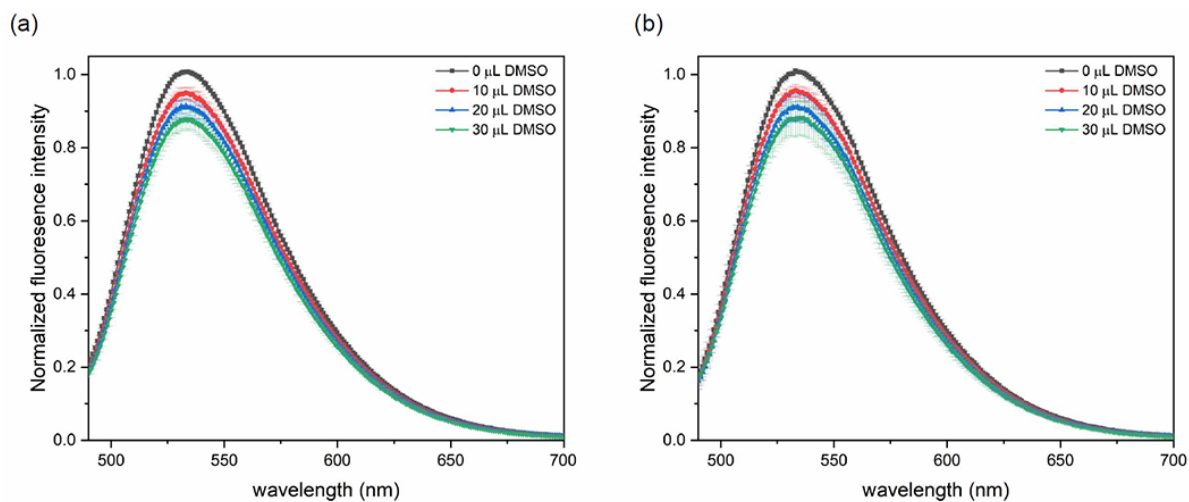 (a)
(b)
0 μL DMSO
10 μL DMSO
20 μL DMSO
30 μL DMSO
Normalized fluoresence intensity
1.0
0.8
0.6
0.4
0.2
0.0
500 550 600 650 700
wavelength (nm)
0 μL DMSO
10 μL DMSO
20 μL DMSO
30 μL DMSO
Normalized fluoresence intensity
1.0
0.8
0.6
0.4
0.2
0.0
500 550 600 650 700
wavelength (nm)